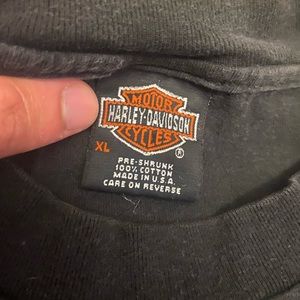 MOTOR
HARLEY-DAVIDSON
CYCLES
®
XL
PRE-SHRUNK
100% COTTON
MADE IN U.S.A.
CARE ON REVERSE